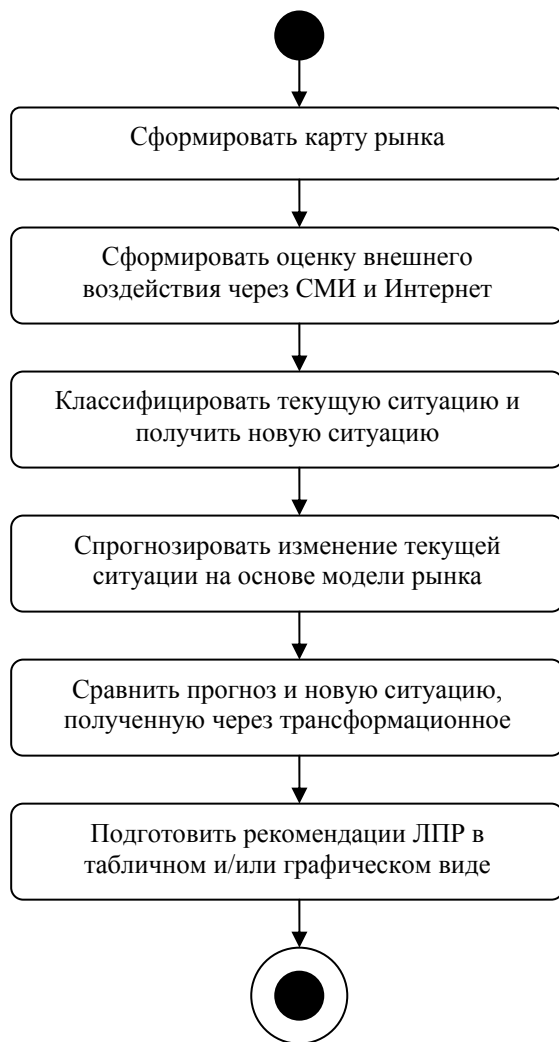 Сформировать карту рынка
Сформировать оценку внешнего
воздействия через СМИ и Интернет
Классифицировать текущую ситуацию и
получить новую ситуацию
Спрогнозировать изменение текущей
ситуации на основе модели рынка
Сравнить прогноз и новую ситуацию,
полученную через трансформационное
Подготовить рекомендации ЛПР в
табличном и/или графическом виде